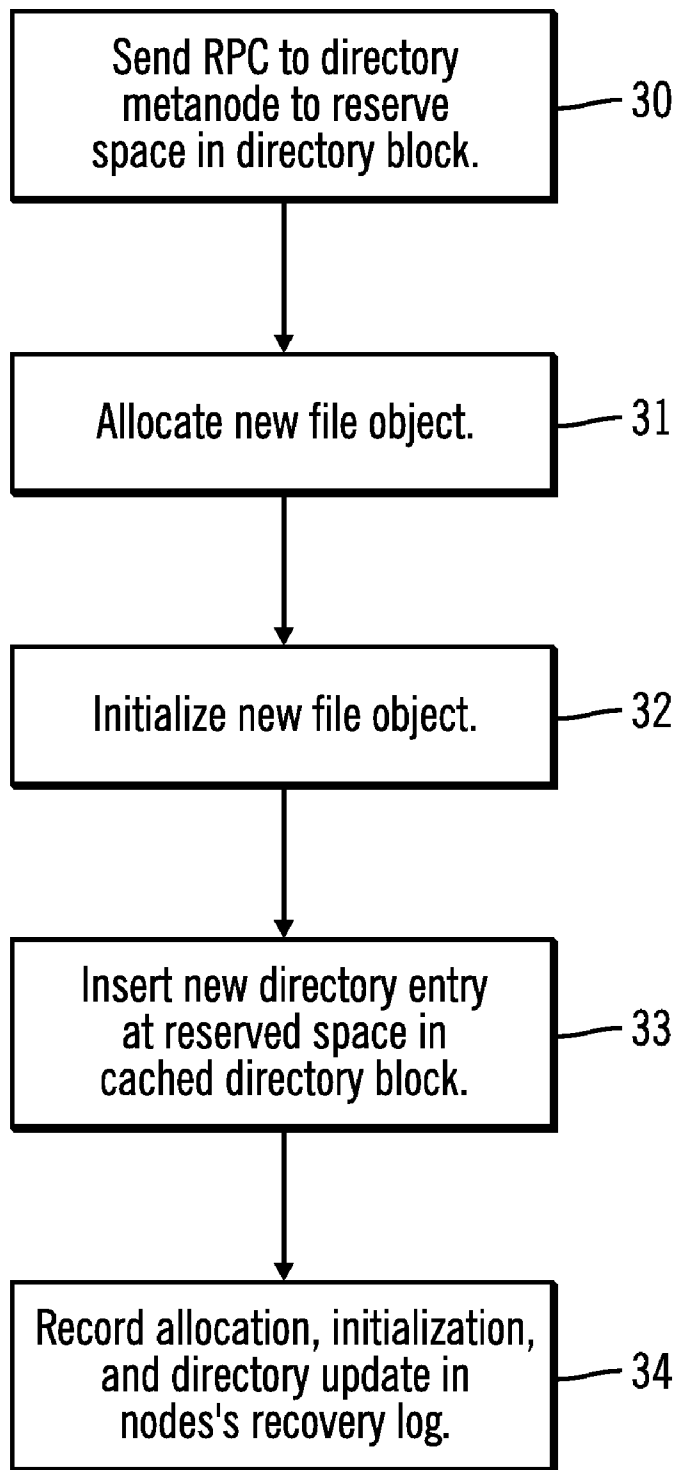 Send RPC to directory
metanode to reserve
space in directory block.
30
Allocate new file object.
31
Initialize new file object.
32
Insert new directory entry
at reserved space in
cached directory block.
33
Record allocation, initialization,
and directory update in
nodes's recovery log.
34